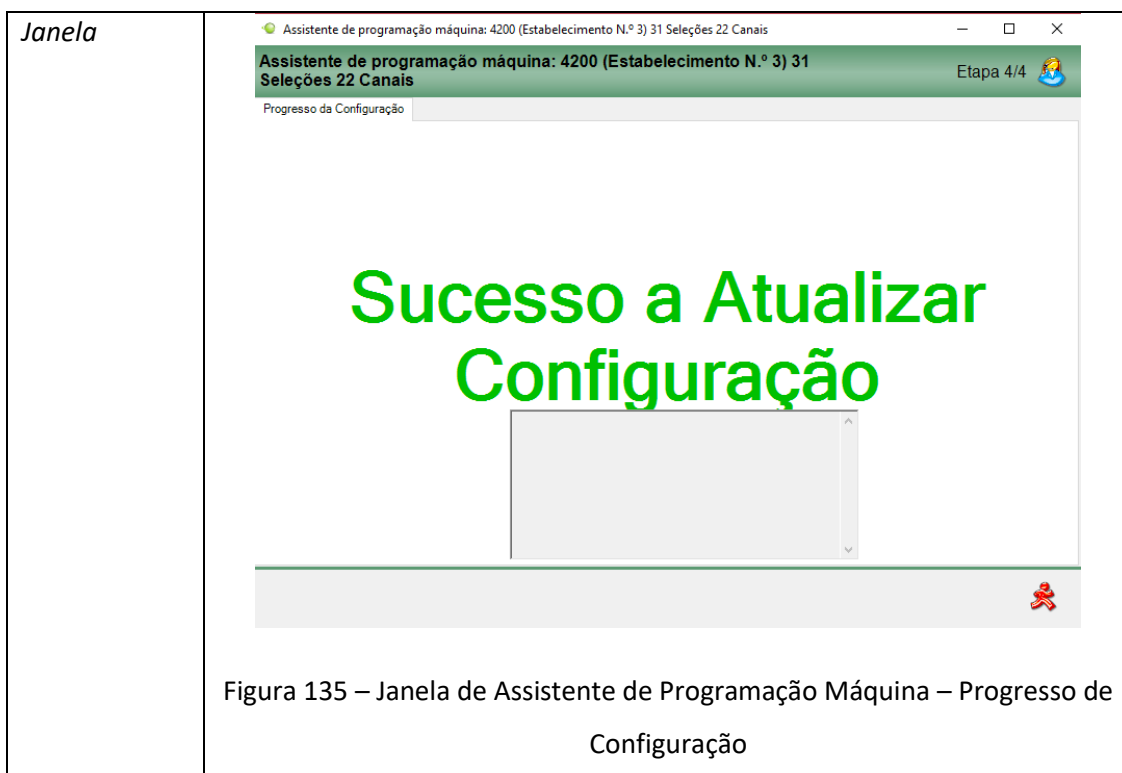 Janela
Assistente de programação máquina: 4200 (Estabelecimento N.º 3) 31 Seleções 22 Canais
Assistente de programação máquina: 4200 (Estabelecimento N.º 3) 31
Seleções 22 Canais
Etapa 4/4
Progresso da Configuração
Sucesso a Atualizar
Configuração
Figura 135 – Janela de Assistente de Programação Máquina – Progresso de
Configuração